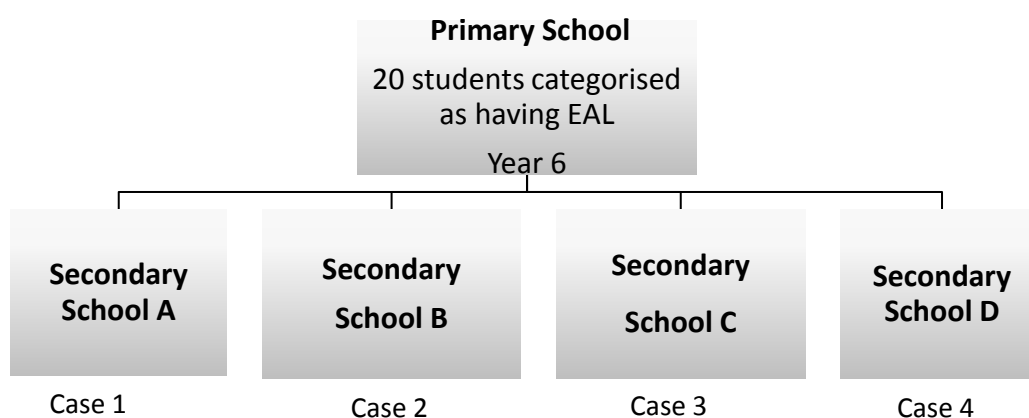 Primary School
20 students categorised
as having EAL
Year 6
Secondary
School A
Secondary
School B
Secondary
School C
Secondary
School D
Case 1
Case 2
Case 3
Case 4